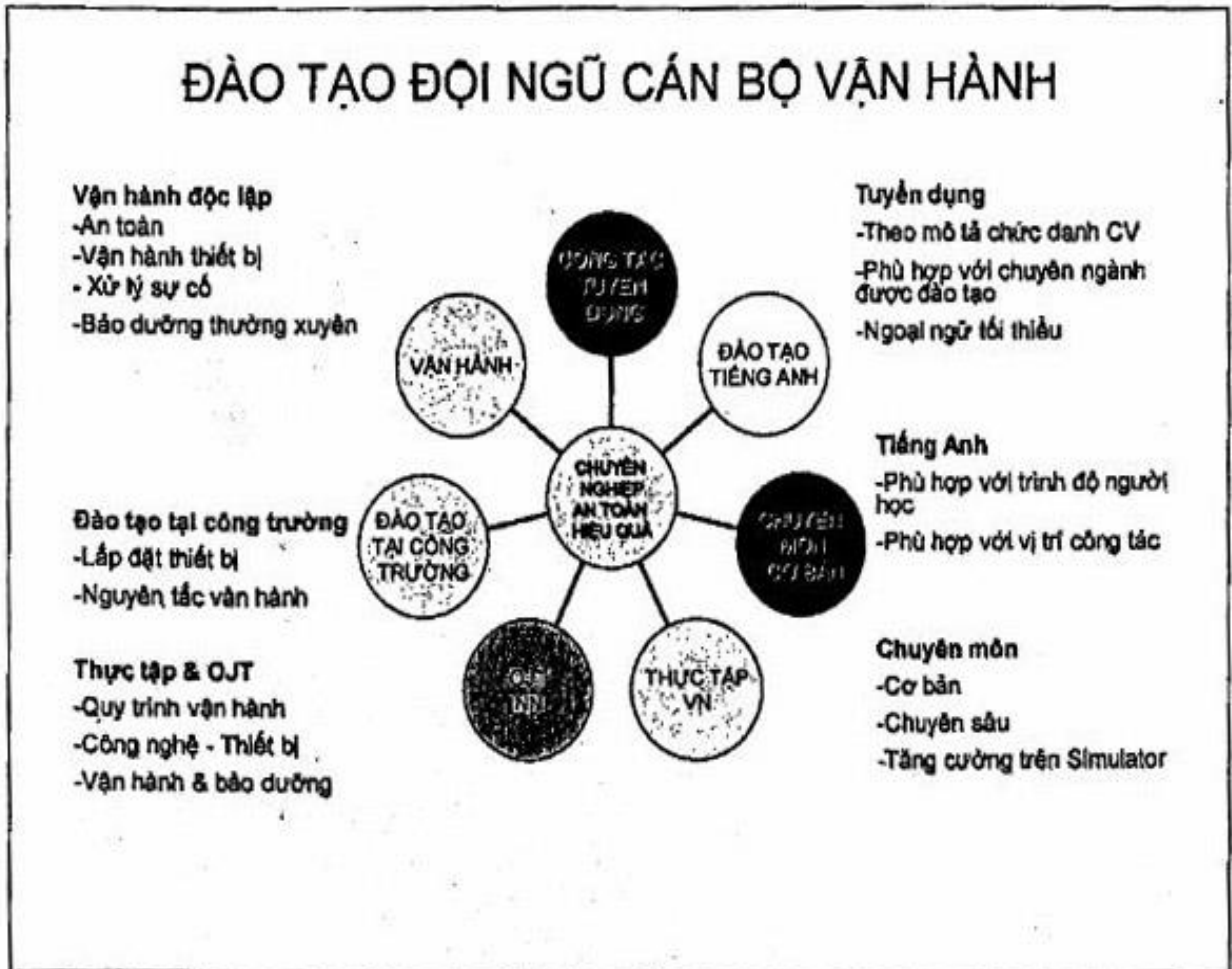 ĐÀO TẠO ĐỘI NGŨ CÁN BỘ VẬN HÀNH
Vận hành độc lập
-An toàn
-Vận hành thiết bị
- Xử lý sự cố
-Bảo dưỡng thường xuyên
Đào tạo tại công trường
-Lắp đặt thiết bị
-Nguyên tắc vân hành
Thực tập & OJT
-Quy trình vận hành
-Công nghệ - Thiết bị
-Vận hành & bảo dưỡng
CÔNG TÁC
TUYỂN
DỤNG
ĐÀO TẠO
TIẾNG ANH
CHUYÊN
MÔN
CƠ BẢN
THỰC TẬP
VN
NN
ĐÀO TẠO
TẠI CÔNG
TRƯỜNG
VẬN HÀNH
CHUYÊN
NGHIỆP
AN TOÀN
HIỆU QUẢ
Tuyển dụng
-Theo mô tả chức danh CV
-Phù hợp với chuyên ngành
được đào tạo
-Ngoại ngữ tối thiểu
Tiếng Anh
-Phù hợp với trình độ người
học
-Phù hợp với vị trí công tác
Chuyên môn
-Cơ bản
-Chuyên sâu
-Tăng cường trên Simulator